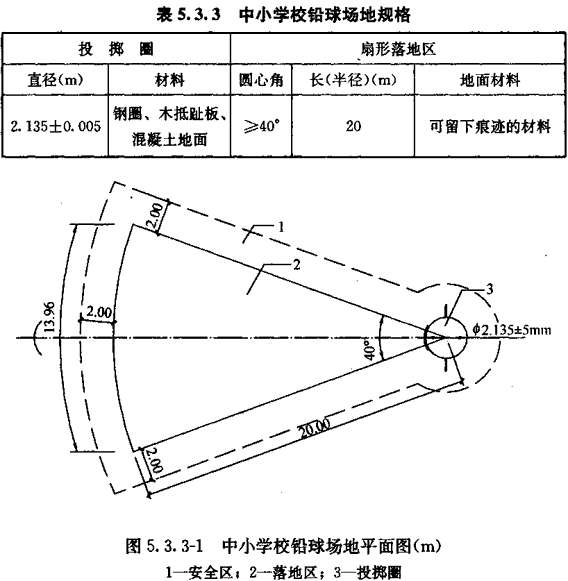 表5.3.3 中小学校铅球场地规格
投 掷 圈 扇形落地区
直径(m) 材料 圆心角 长(半径)(m) 地面材料
2.135±0.005 钢圈、木抵趾板、混凝土地面 ≥40° 20 可留下痕迹的材料
2.00
1
2
3
13.96
2.00
40°
ϕ2.135±5mm
20.00
2.00
图 5.3.3-1 中小学校铅球场地平面图(m)
1—安全区；2—落地区；3—投掷圈